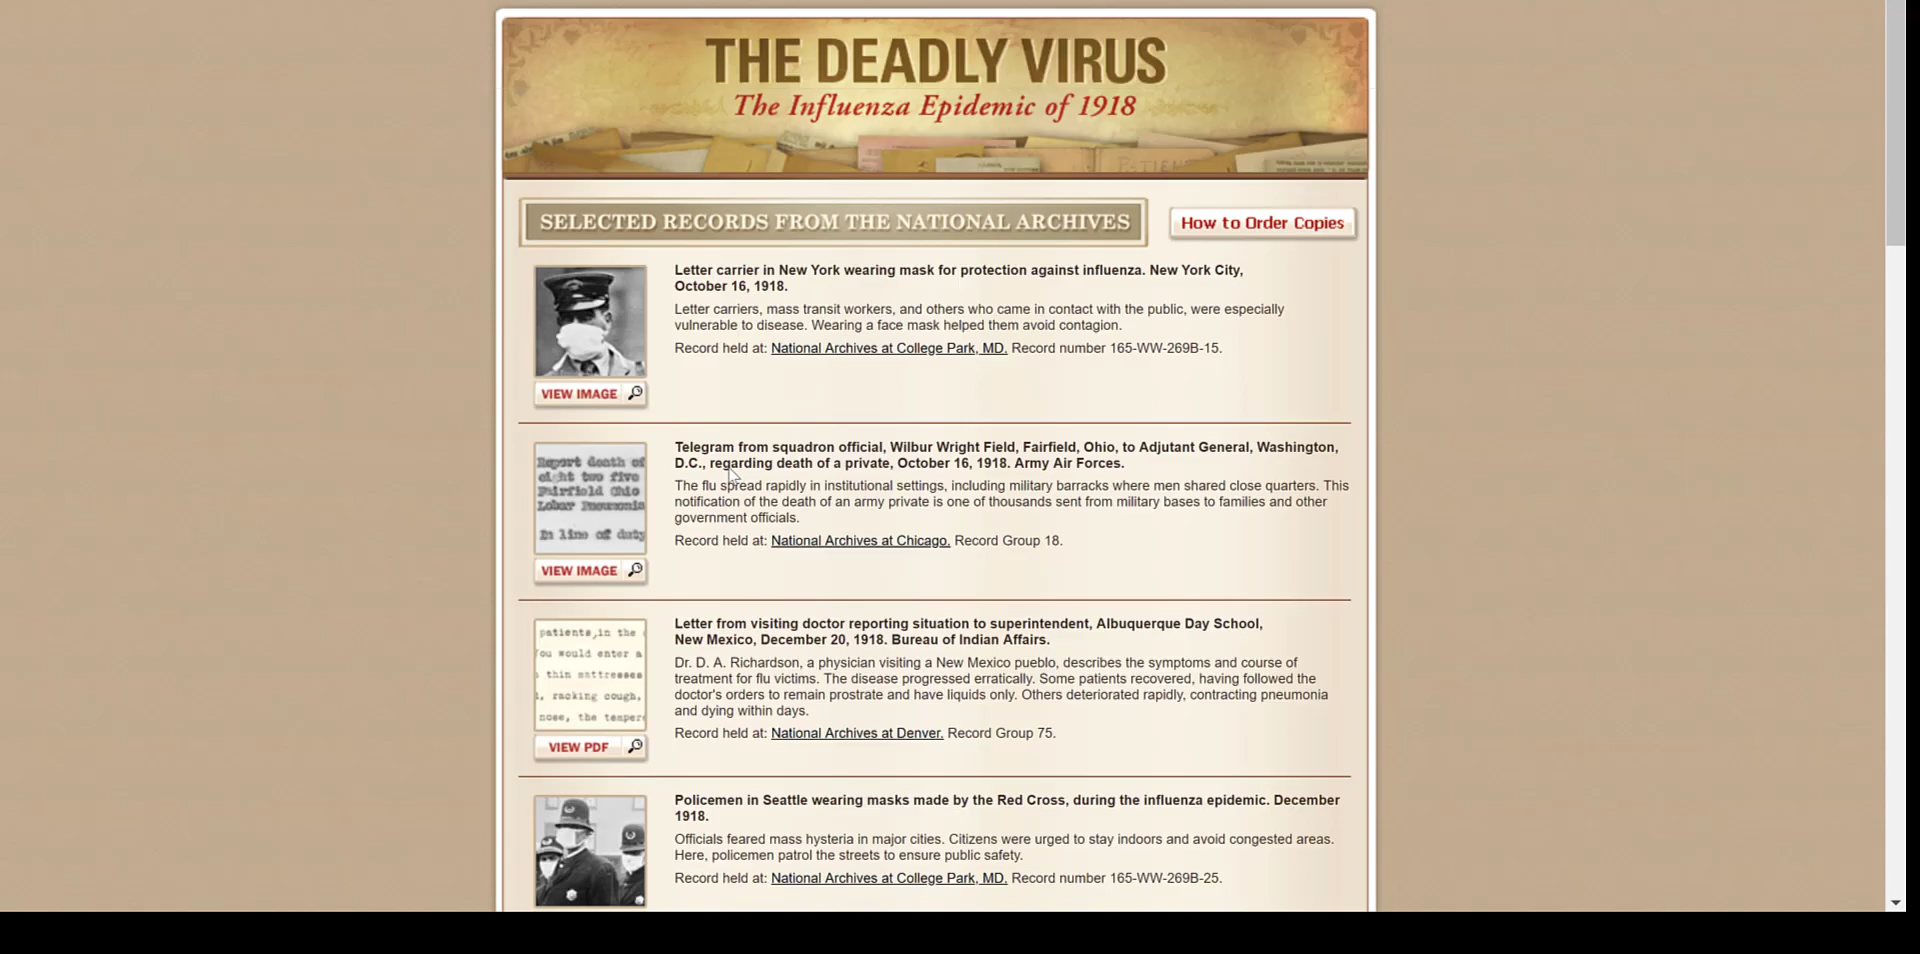 THE DEADLY VIRUS
The Influenza Epidemic of 1918
PATIENT
SELECTED RECORDS FROM THE NATIONAL ARCHIVES
How to Order Copies
Letter carrier in New York wearing mask for protection against influenza. New York City,
October 16, 1918.
Letter carriers, mass transit workers, and others who came in contact with the public, were especially
vulnerable to disease. Wearing a face mask helped them avoid contagion.
Record held at: National Archives at College Park, MD. Record number 165-WW-269B-15.
VIEW IMAGE
Telegram from squadron official, Wilbur Wright Field, Fairfield, Ohio, to Adjutant General, Washington,
D.C., regarding death of a private, October 16, 1918. Army Air Forces.
The flu spread rapidly in institutional settings, including military barracks where men shared close quarters. This
notification of the death of an army private is one of thousands sent from military bases to families and other
government officials.
Record held at: National Archives at Chicago. Record Group 18.
Report death of
eight two five
Fairfield Ohio
Lobar Pneumonia
In line of duty
VIEW IMAGE
Letter from visiting doctor reporting situation to superintendent, Albuquerque Day School,
New Mexico, December 20, 1918. Bureau of Indian Affairs.
Dr. D. A. Richardson, a physician visiting a New Mexico pueblo, describes the symptoms and course of
treatment for flu victims. The disease progressed erratically. Some patients recovered, having followed the
doctor's orders to remain prostrate and have liquids only. Others deteriorated rapidly, contracting pneumonia
and dying within days.
Record held at: National Archives at Denver. Record Group 75.
patients,in the
ou would enter a
thin mattresses
, racking cough,
nose, the temper
VIEW PDF
Policemen in Seattle wearing masks made by the Red Cross, during the influenza epidemic. December
1918.
Officials feared mass hysteria in major cities. Citizens were urged to stay indoors and avoid congested areas.
Here, policemen patrol the streets to ensure public safety.
Record held at: National Archives at College Park, MD. Record number 165-WW-269B-25.